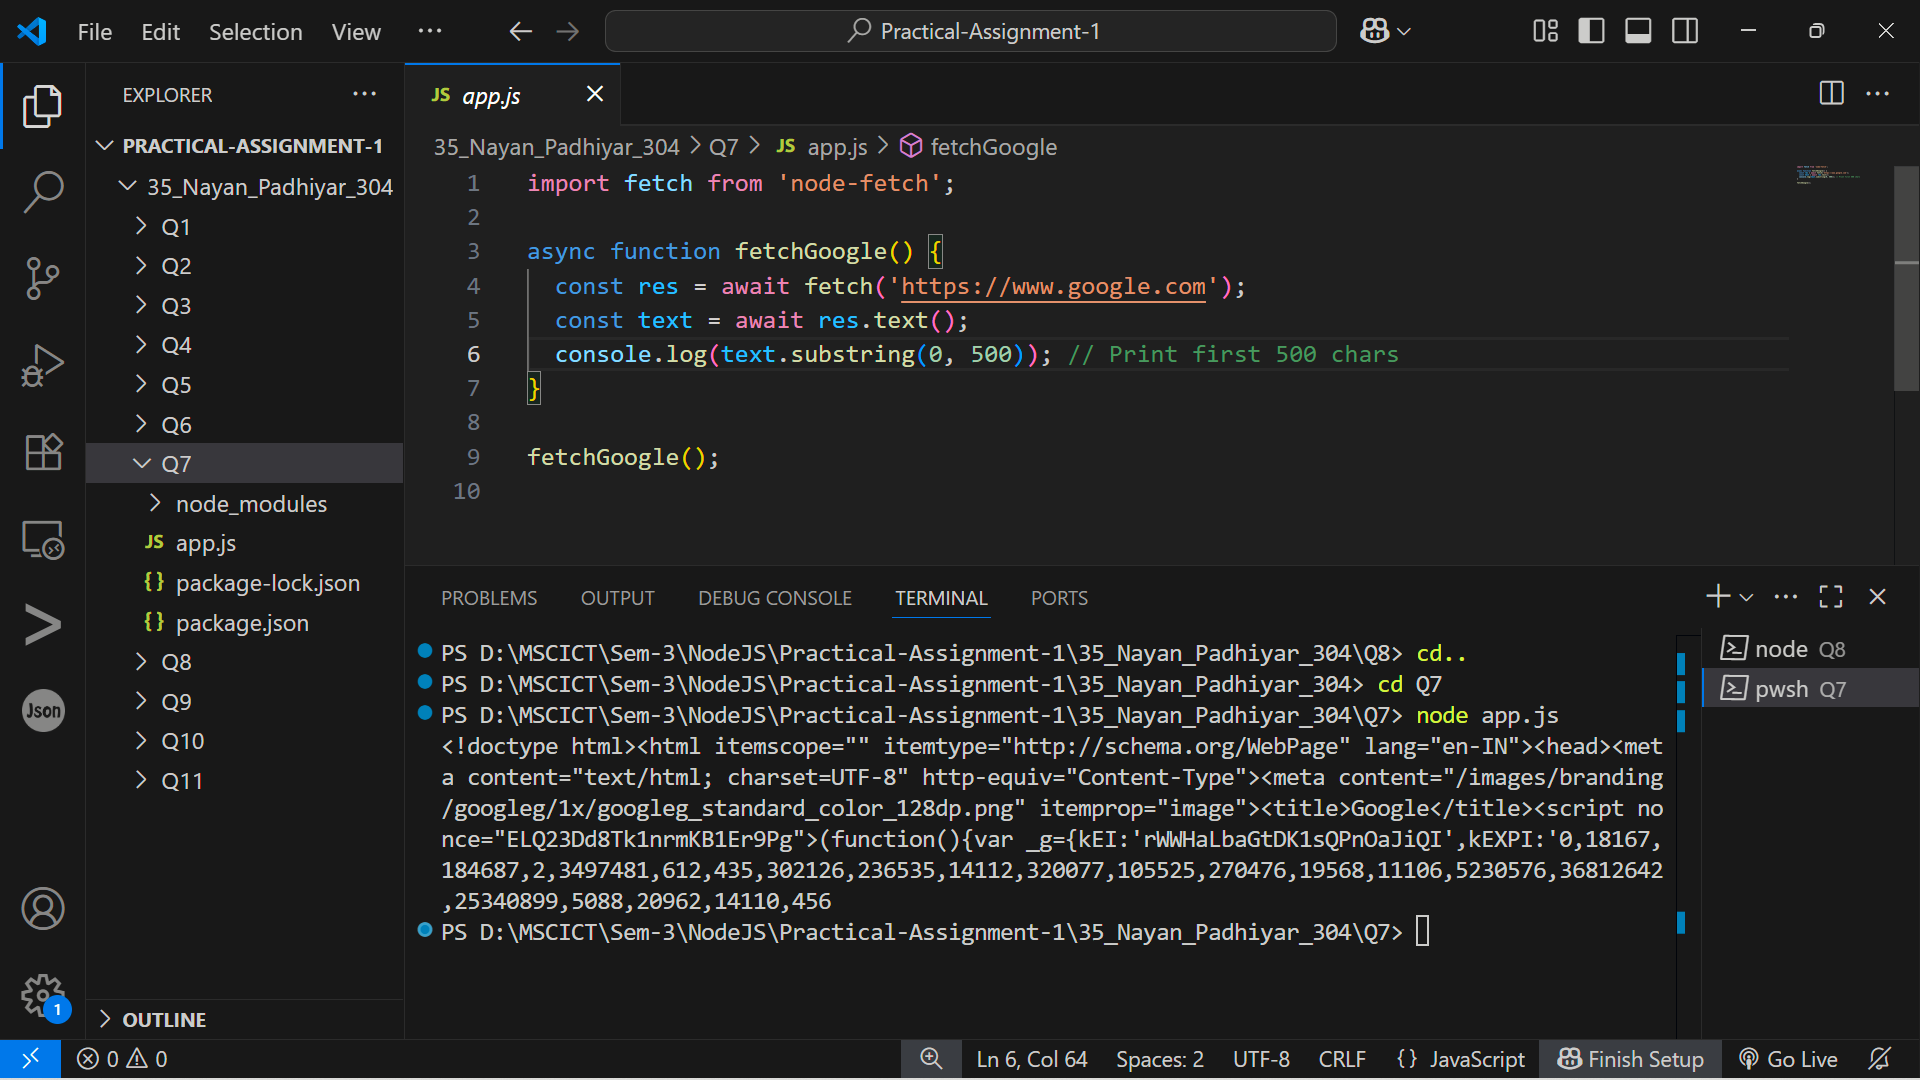 File Edit Selection View ··· Practical-Assignment-1
EXPLORER ···
PRACTICAL-ASSIGNMENT-1
35_Nayan_Padhiyar_304
Q1
Q2
Q3
Q4
Q5
Q6
Q7
node_modules
JS app.js
{} package-lock.json
{} package.json
Q8
Q9
Q10
Q11
OUTLINE
Json
1
JS app.js
35_Nayan_Padhiyar_304 > Q7 > JS app.js > fetchGoogle
1 import fetch from 'node-fetch';
2
3 async function fetchGoogle() {
4 const res = await fetch('https://www.google.com');
5 const text = await res.text();
6 console.log(text.substring(0, 500)); // Print first 500 chars
7 }
8
9 fetchGoogle();
10
PROBLEMS OUTPUT DEBUG CONSOLE TERMINAL PORTS
PS D:\MSCICT\Sem-3\NodeJS\Practical-Assignment-1\35_Nayan_Padhiyar_304\Q8> cd..
PS D:\MSCICT\Sem-3\NodeJS\Practical-Assignment-1\35_Nayan_Padhiyar_304> cd Q7
PS D:\MSCICT\Sem-3\NodeJS\Practical-Assignment-1\35_Nayan_Padhiyar_304\Q7> node app.js
<!doctype html><html itemscope="" itemtype="http://schema.org/WebPage" lang="en-IN"><head><met
a content="text/html; charset=UTF-8" http-equiv="Content-Type"><meta content="/images/branding
/googleg/1x/googleg_standard_color_128dp.png" itemprop="image"><title>Google</title><script no
nce="ELQ23Dd8Tk1nrmKB1Er9Pg">(function(){var _g={kEI:'rWWHaLbaGtDK1sQPnOaJiQI',kEXPI:'0,18167,
184687,2,3497481,612,435,302126,236535,14112,320077,105525,270476,19568,11106,5230576,36812642
,25340899,5088,20962,14110,456
PS D:\MSCICT\Sem-3\NodeJS\Practical-Assignment-1\35_Nayan_Padhiyar_304\Q7>
node Q8
pwsh Q7
0 0 Ln 6, Col 64 Spaces: 2 UTF-8 CRLF {} JavaScript Finish Setup Go Live